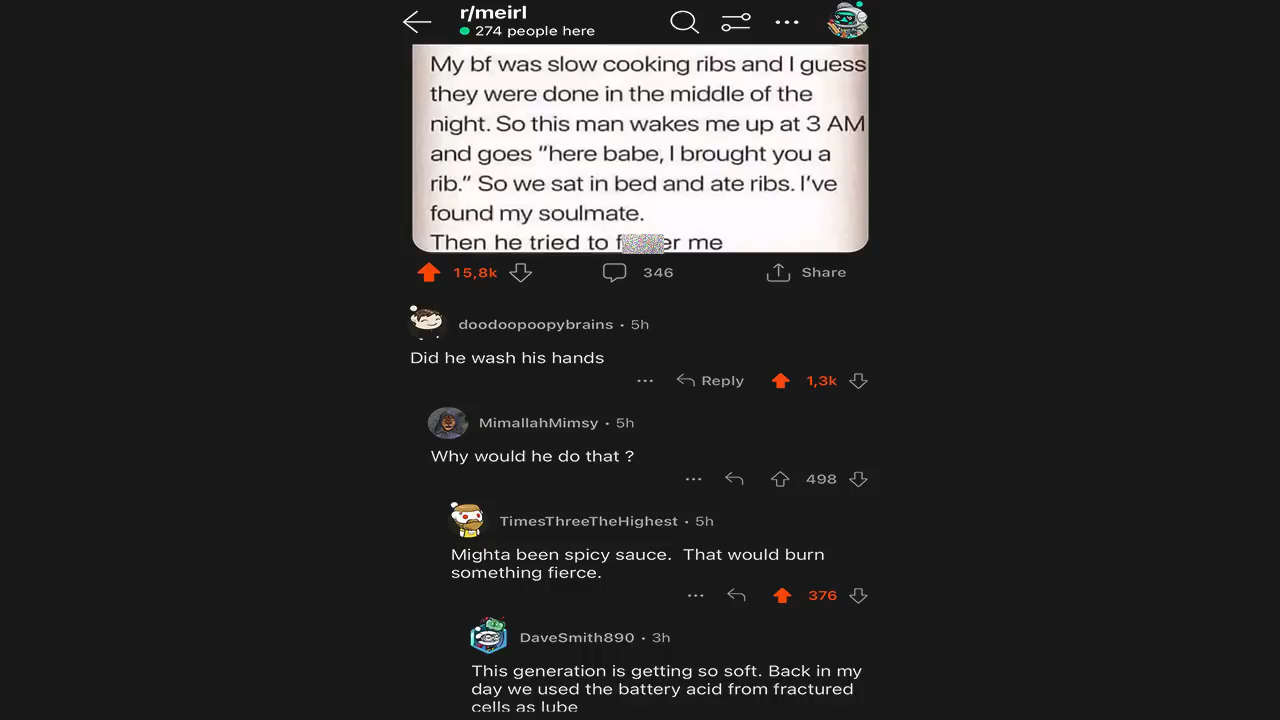 r/meirl
274 people here
My bf was slow cooking ribs and I guess
they were done in the middle of the
night. So this man wakes me up at 3 AM
and goes "here babe, I brought you a
rib." So we sat in bed and ate ribs. I've
found my soulmate.
Then he tried to f er me
15,8k 346 Share
doodoopoopybrains • 5h
Did he wash his hands
Reply 1,3k
MimallahMimsy • 5h
Why would he do that ?
498
TimesThreeTheHighest • 5h
Mighta been spicy sauce. That would burn
something fierce.
376
DaveSmith890 • 3h
This generation is getting so soft. Back in my
day we used the battery acid from fractured
cells as lube